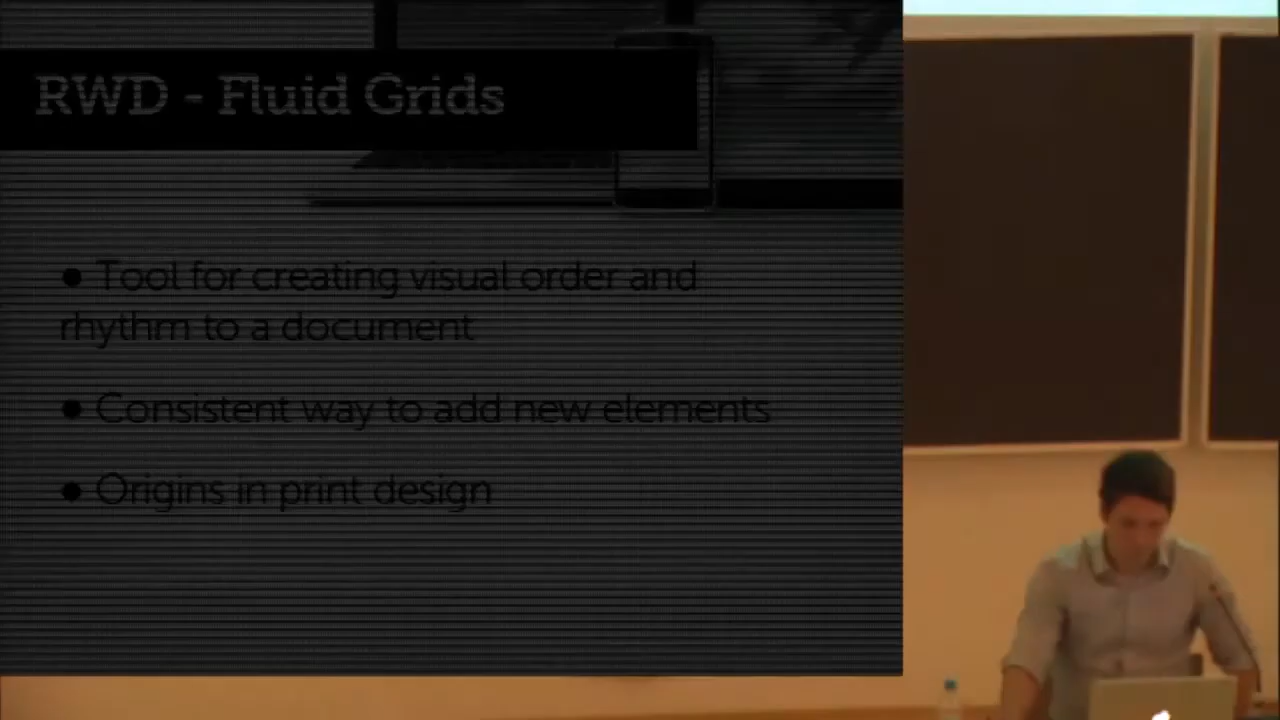 RWD - Fluid Grids
• Tool for creating visual order and
rhythm to a document
• Consistent way to add new elements
• Origins in print design